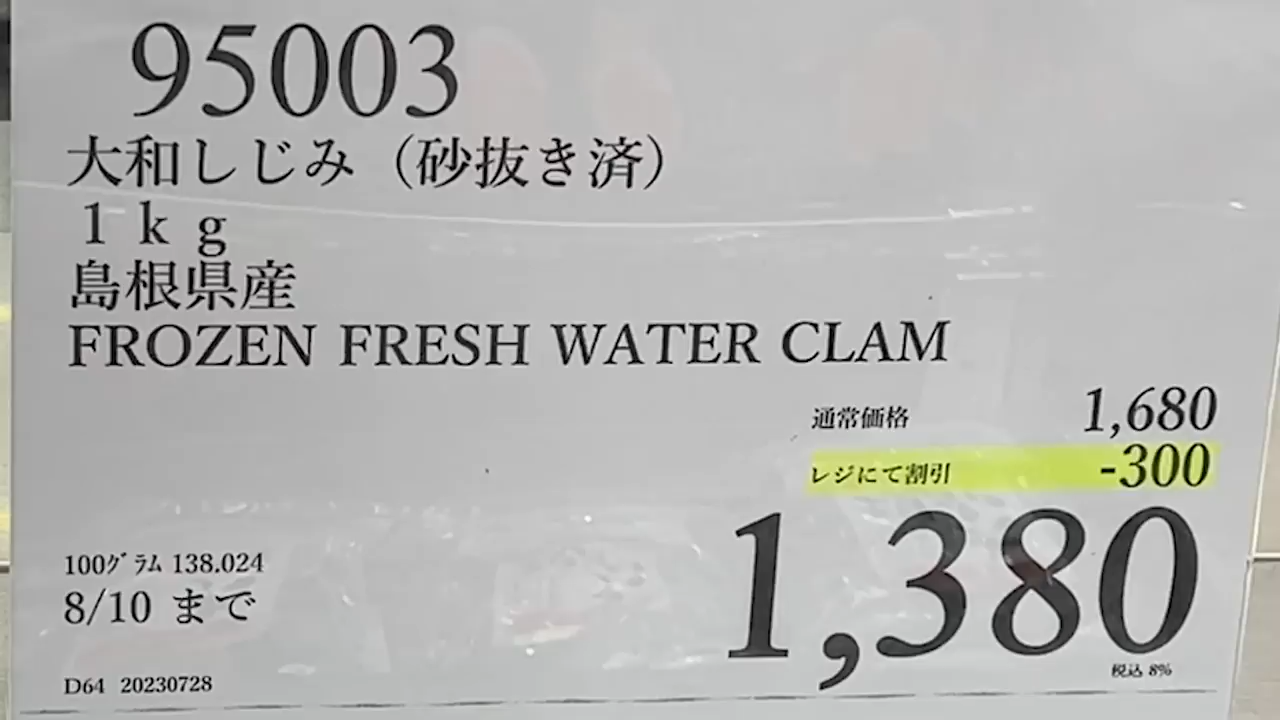 95003
大和しじみ（砂抜き済）
１ｋｇ
島根県産
FROZEN FRESH WATER CLAM
通常価格 1,680
レジにて割引 -300
1,380
税込 8%
100ｸﾞﾗﾑ 138.024
8/10 まで
D64 20230728